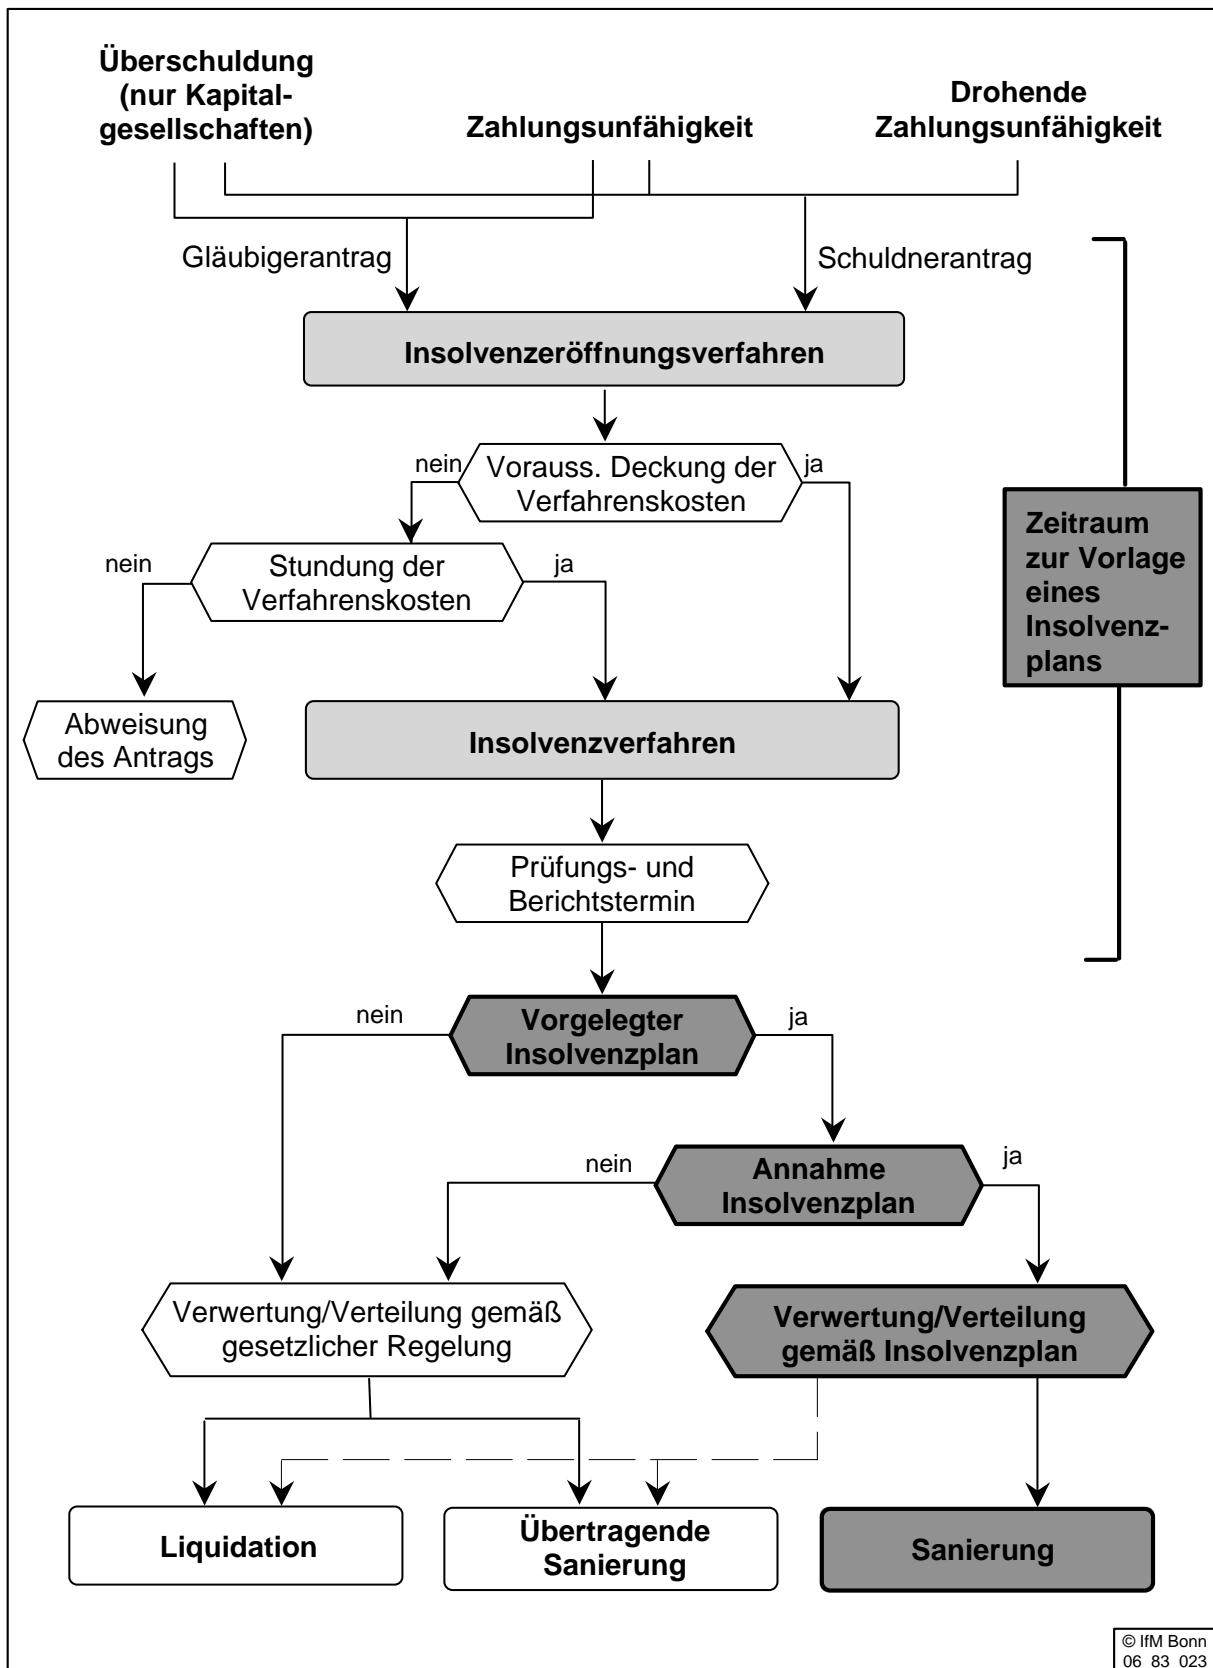 Überschuldung
(nur Kapital-
gesellschaften)
Zahlungsunfähigkeit
Drohende
Zahlungsunfähigkeit
Gläubigerantrag
Schuldnerantrag
Insolvenzeröffnungsverfahren
nein
Vorauss. Deckung der
Verfahrenskosten
ja
Zeitraum
zur Vorlage
eines
Insolvenz-
plans
nein
Stundung der
Verfahrenskosten
ja
Abweisung
des Antrags
Insolvenzverfahren
Prüfungs- und
Berichtstermin
nein
Vorgelegter
Insolvenzplan
ja
nein
Annahme
Insolvenzplan
ja
Verwertung/Verteilung gemäß
gesetzlicher Regelung
Verwertung/Verteilung
gemäß Insolvenzplan
Liquidation
Übertragende
Sanierung
Sanierung
© IfM Bonn
06 83 023